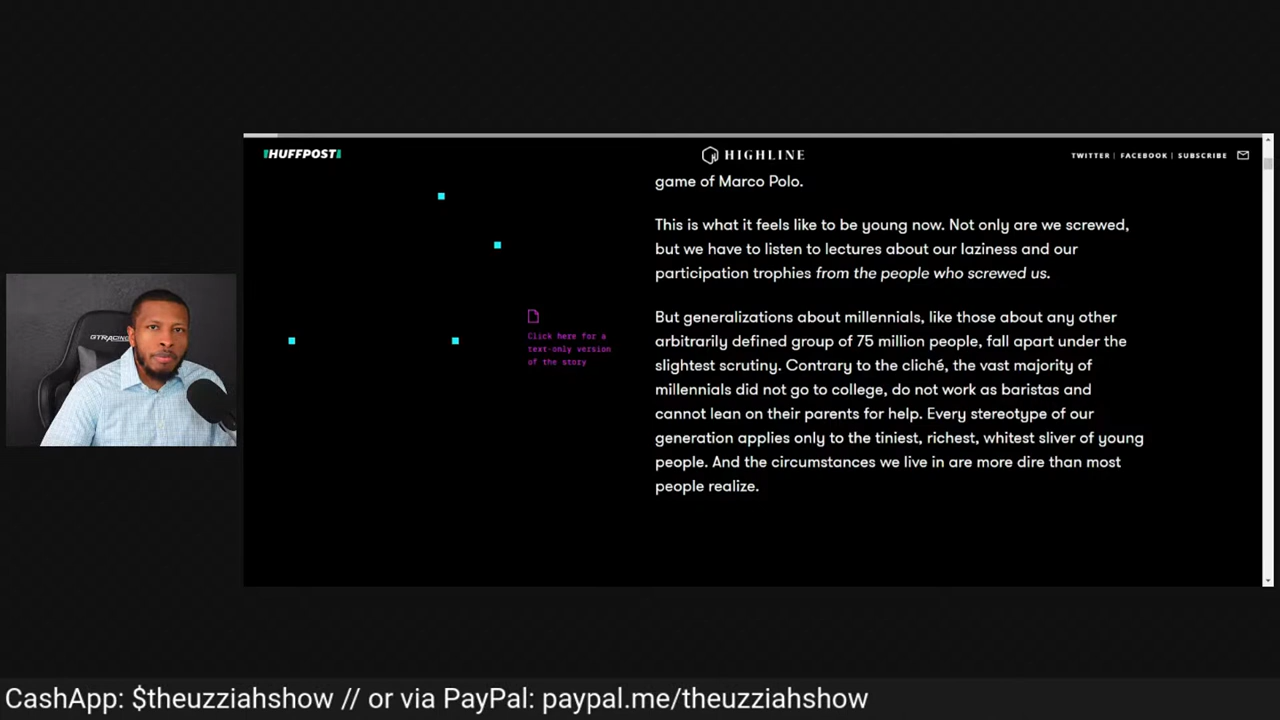 HUFFPOST
HIGHLINE
TWITTER | FACEBOOK | SUBSCRIBE
game of Marco Polo.
This is what it feels like to be young now. Not only are we screwed,
but we have to listen to lectures about our laziness and our
participation trophies from the people who screwed us.
Click here for a
text-only version
of the story
But generalizations about millennials, like those about any other
arbitrarily defined group of 75 million people, fall apart under the
slightest scrutiny. Contrary to the cliché, the vast majority of
millennials did not go to college, do not work as baristas and
cannot lean on their parents for help. Every stereotype of our
generation applies only to the tiniest, richest, whitest sliver of young
people. And the circumstances we live in are more dire than most
people realize.
GTRACING
CashApp: $theuzziahshow // or via PayPal: paypal.me/theuzziahshow